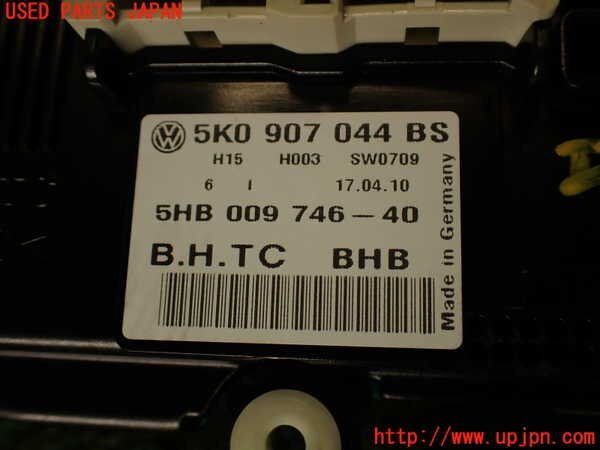 USED PARTS JAPAN
VW 5K0 907 044 BS
H15 H003 SW0709
6 I 17.04.10
5HB 009 746-40
B.H.TC BHB
Made in Germany
http://www.upjpn.com